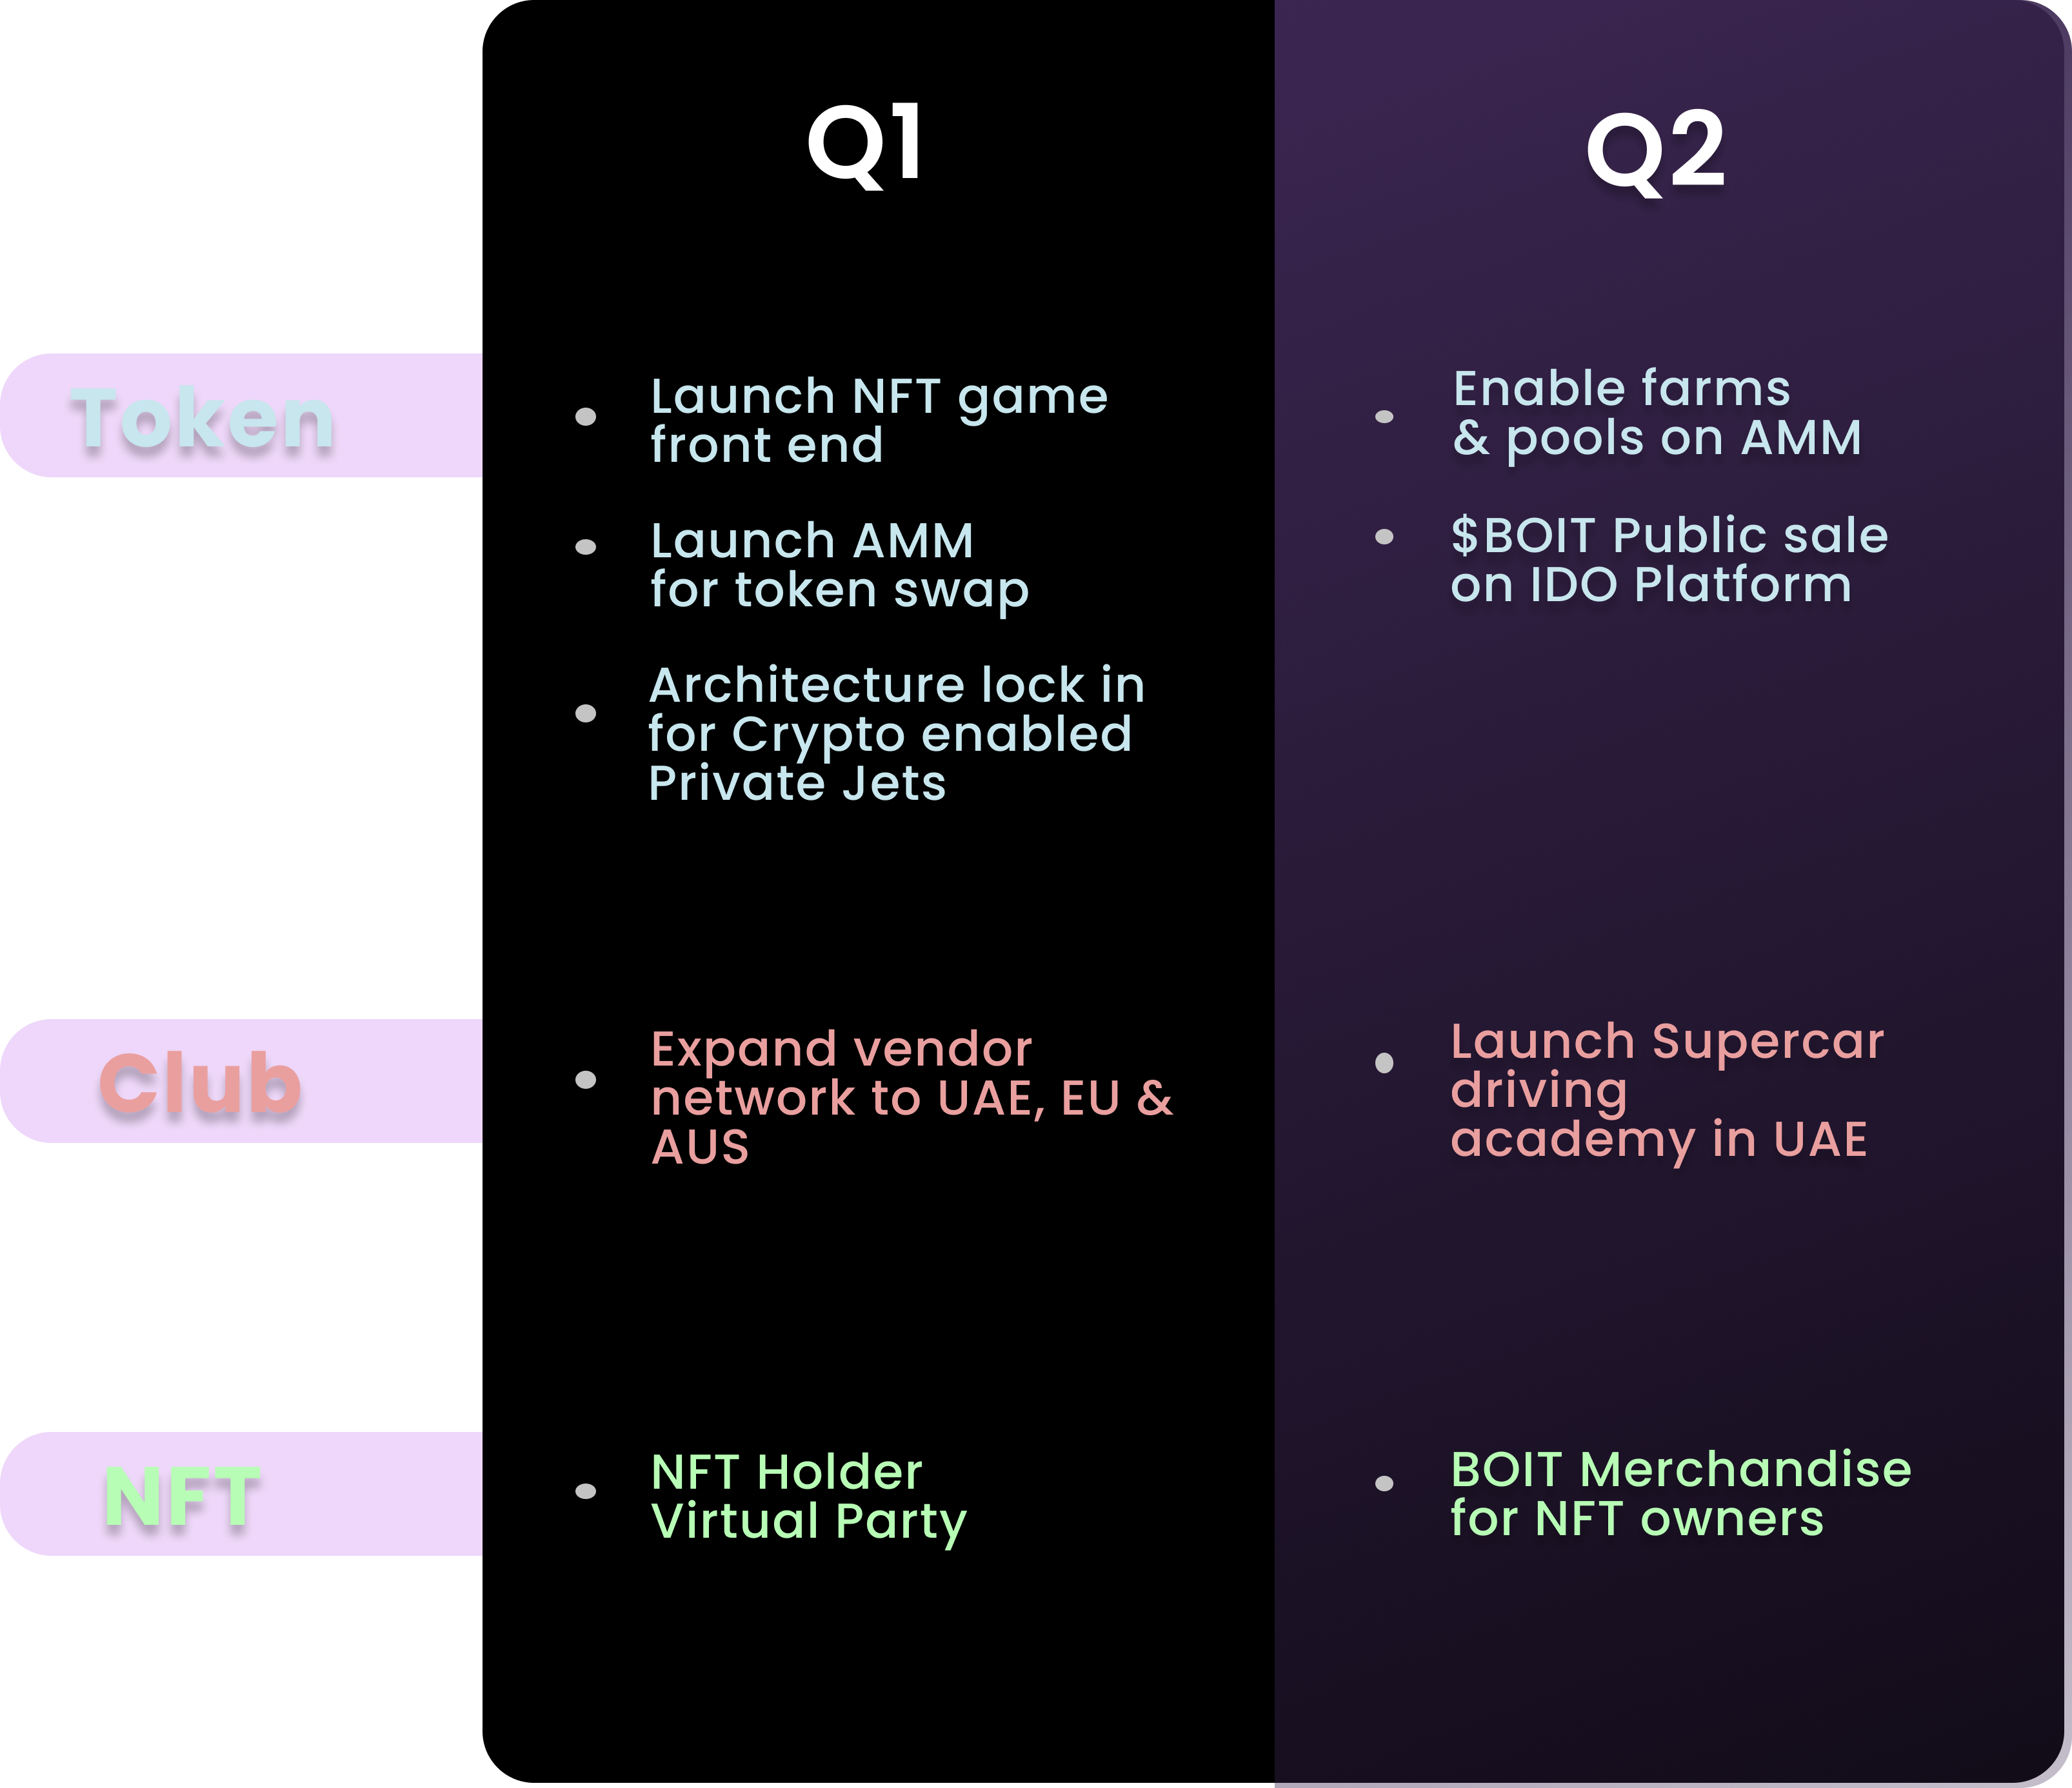 Q1
Q2
Token
Launch NFT game
front end
Launch AMM
for token swap
Architecture lock in
for Crypto enabled
Private Jets
Enable farms
& pools on AMM
$BOIT Public sale
on IDO Platform
Club
Expand vendor
network to UAE, EU &
AUS
Launch Supercar
driving
academy in UAE
NFT
NFT Holder
Virtual Party
BOIT Merchandise
for NFT owners